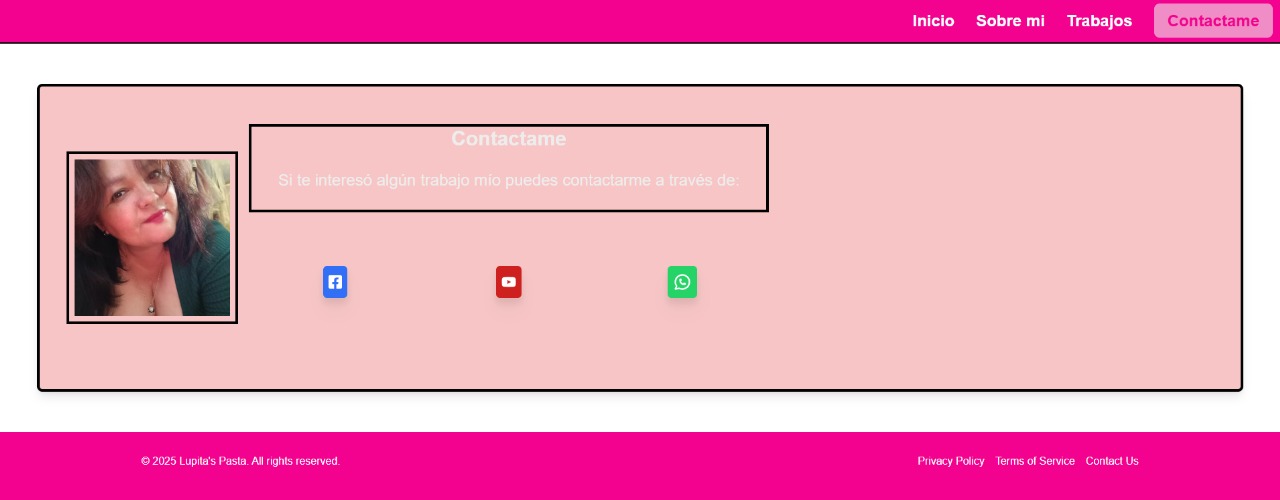 Inicio Sobre mi Trabajos Contactame
Contactame
Si te interesó algún trabajo mío puedes contactarme a través de:
© 2025 Lupita's Pasta. All rights reserved.
Privacy Policy Terms of Service Contact Us